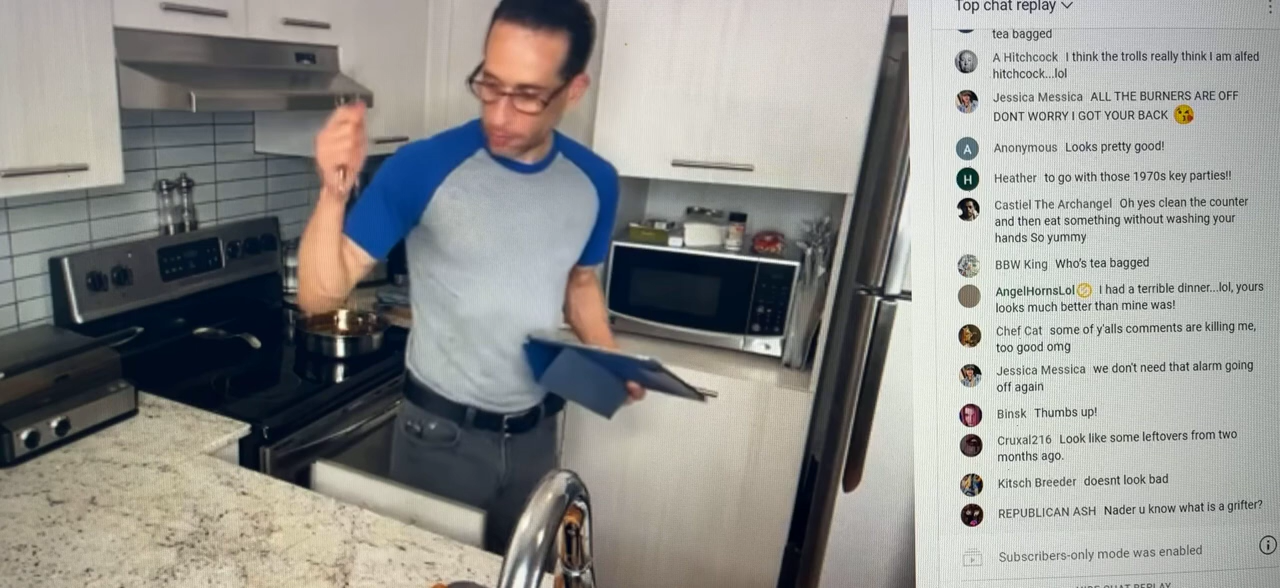 Top chat replay
tea bagged
A Hitchcock I think the trolls really think I am alfed
hitchcock...lol
Jessica Messica ALL THE BURNERS ARE OFF
DONT WORRY I GOT YOUR BACK 😘
A Anonymous Looks pretty good!
H Heather to go with those 1970s key parties!!
Castiel The Archangel Oh yes clean the counter
and then eat something without washing your
hands So yummy
BBW King Who's tea bagged
AngelHornsLol I had a terrible dinner...lol, yours
looks much better than mine was!
Chef Cat some of y'alls comments are killing me,
too good omg
Jessica Messica we don't need that alarm going
off again
Binsk Thumbs up!
Cruxal216 Look like some leftovers from two
months ago.
Kitsch Breeder doesnt look bad
REPUBLICAN ASH Nader u know what is a grifter?
Subscribers-only mode was enabled
HIDE CHAT REPLAY